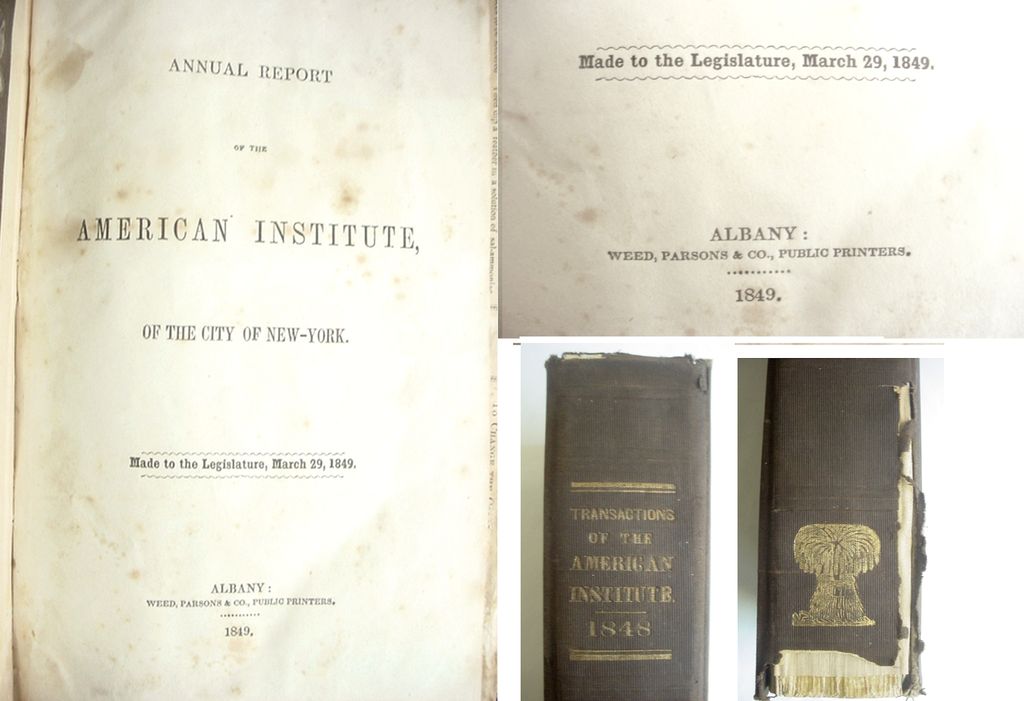 ANNUAL REPORT
OF THE
AMERICAN INSTITUTE,
OF THE CITY OF NEW-YORK.
Made to the Legislature, March 29, 1849.
ALBANY:
WEED, PARSONS & CO., PUBLIC PRINTERS.
1849.
Made to the Legislature, March 29, 1849.
ALBANY:
WEED, PARSONS & CO., PUBLIC PRINTERS.
1849.
TRANSACTIONS
OF THE
AMERICAN
INSTITUTE.
1848